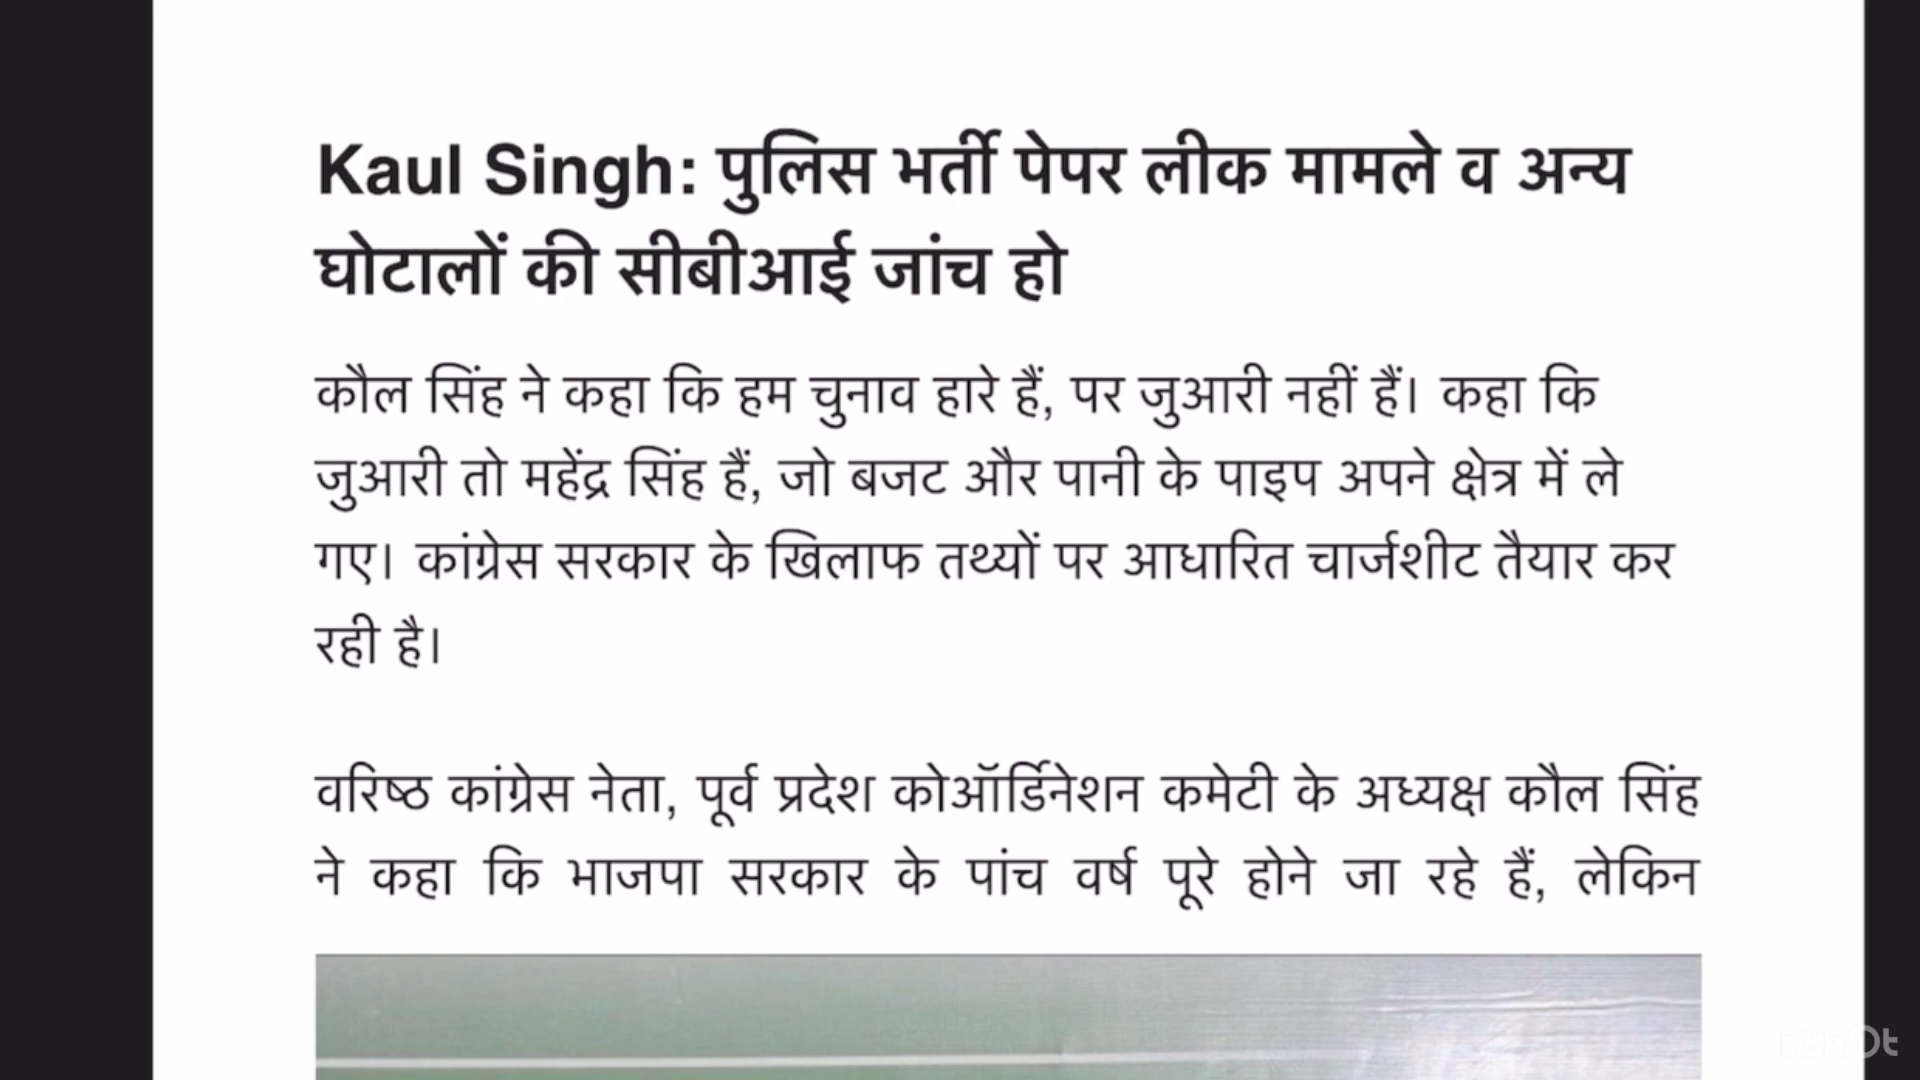 Kaul Singh: पुलिस भर्ती पेपर लीक मामले व अन्य
घोटालों की सीबीआई जांच हो
कौल सिंह ने कहा कि हम चुनाव हारे हैं, पर जुआरी नहीं हैं। कहा कि
जुआरी तो महेंद्र सिंह हैं, जो बजट और पानी के पाइप अपने क्षेत्र में ले
गए। कांग्रेस सरकार के खिलाफ तथ्यों पर आधारित चार्जशीट तैयार कर
रही है।
वरिष्ठ कांग्रेस नेता, पूर्व प्रदेश कोऑर्डिनेशन कमेटी के अध्यक्ष कौल सिंह
ने कहा कि भाजपा सरकार के पांच वर्ष पूरे होने जा रहे हैं, लेकिन